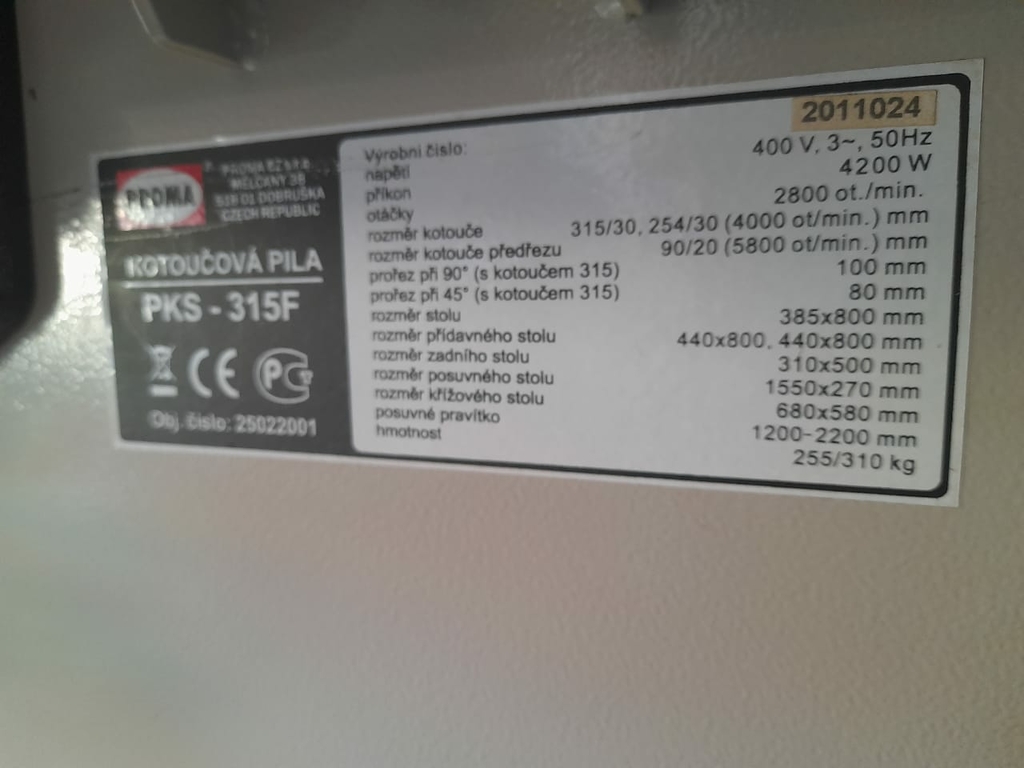 PROMA
PROMA CZ s.r.o.
MĚLČANY 38
518 01 DOBRUŠKA
CZECH REPUBLIC
KOTOUČOVÁ PILA
PKS - 315F
CE
Obj. číslo: 25022001
Výrobní číslo: 2011024
napětí 400 V, 3~, 50Hz
příkon 4200 W
otáčky 2800 ot./min.
rozměr kotouče 315/30, 254/30 (4000 ot/min.) mm
rozměr kotouče předřezu 90/20 (5800 ot/min.) mm
prořez při 90° (s kotoučem 315) 100 mm
prořez při 45° (s kotoučem 315) 80 mm
rozměr stolu 385x800 mm
rozměr přídavného stolu 440x800, 440x800 mm
rozměr zadního stolu 310x500 mm
rozměr posuvného stolu 1550x270 mm
rozměr křížového stolu 680x580 mm
posuvné pravítko 1200-2200 mm
hmotnost 255/310 kg